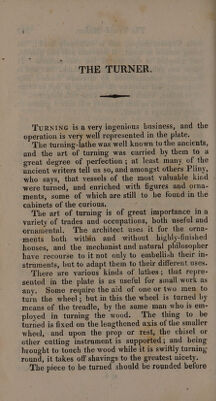 THE TURNER.
TURNING is a very ingenious business, and the
operation is very well represented in the plate.
The turning-lathe was well known to the ancients,
and the art of turning was carried by them to a
great degree of perfection; at least many of the
ancient writers tell us so, and amongst others Pliny,
who says, that vessels of the most valuable kind
were turned, and enriched with figures and orna-
ments, some of which are still to be found in the
cabinets of the curious.
The art of turning is of great importance in a
variety of trades and occupations, both useful and
ornamental. The architect uses it for the orna-
ments both within and without highly-finished
houses, and the mechanist and natural philosopher
have recourse to it not only to embellish their in-
struments, but to adapt them to their different uses.
There are various kinds of lathes; that repre-
sented in the plate is as useful for small work as
any. Some require the aid of one or two men to
turn the wheel; but in this the wheel is turned by
means of the treadle, by the same man who is em-
ployed in turning the wood. The thing to be
turned is fixed on the lengthened axis of the smaller
wheel, and upon the prop or rest, the chisel or
other cutting instrument is supported; and being
brought to touch the wood while it is swiftly turning
round, it takes off shavings to the greatest nicety.
The piece to be turned should be rounded before